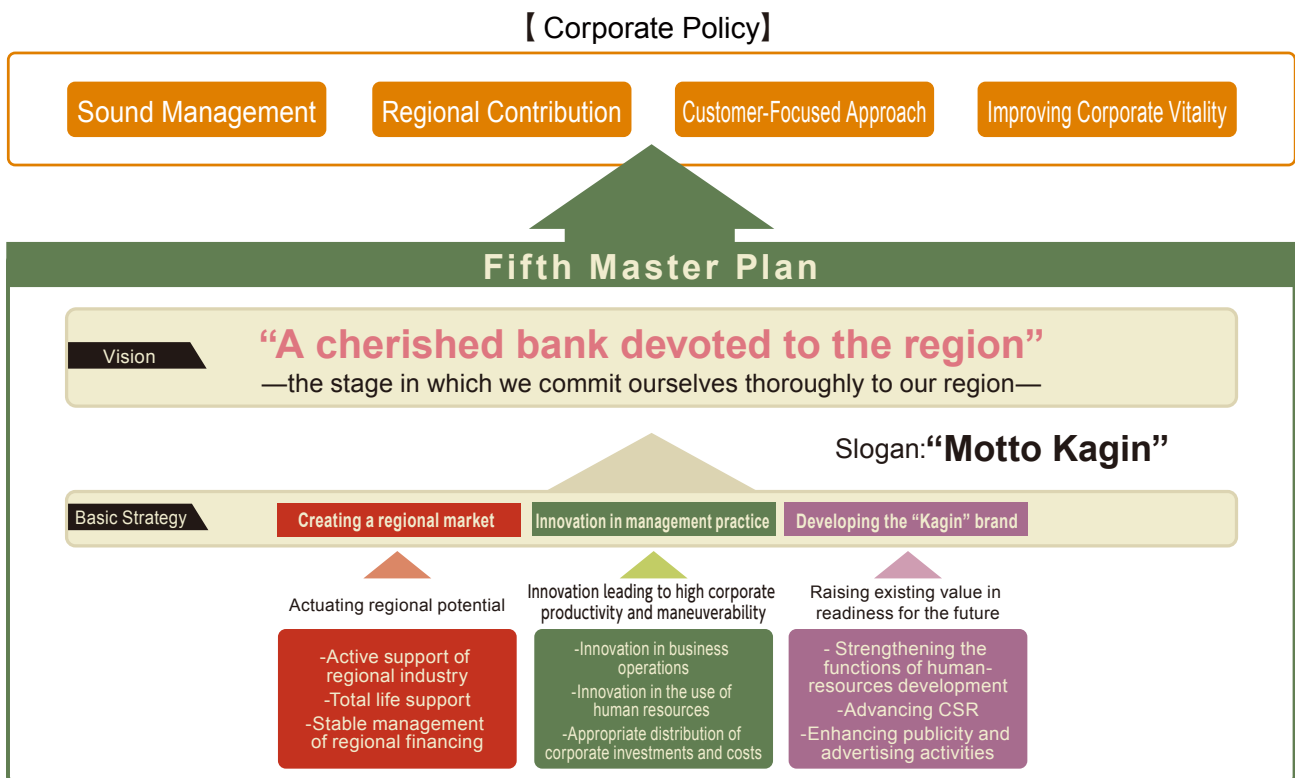 【 Corporate Policy】
Sound Management
Regional Contribution
Customer-Focused Approach
Improving Corporate Vitality
Fifth Master Plan
Vision
“A cherished bank devoted to the region”
—the stage in which we commit ourselves thoroughly to our region—
Slogan:“Motto Kagin”
Basic Strategy
Creating a regional market
Innovation in management practice
Developing the “Kagin” brand
Actuating regional potential
-Active support of
regional industry
-Total life support
-Stable management
of regional financing
Innovation leading to high corporate
productivity and maneuverability
-Innovation in business
operations
-Innovation in the use of
human resources
-Appropriate distribution of
corporate investments and costs
Raising existing value in
readiness for the future
- Strengthening the
functions of human-
resources development
-Advancing CSR
-Enhancing publicity and
advertising activities